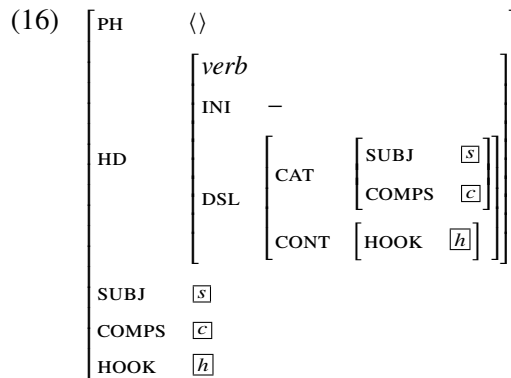 (16)
PH ⟨⟩
HD
verb
INI −
DSL
CAT
SUBJ s
COMPS c
CONT HOOK h
SUBJ s
COMPS c
HOOK h